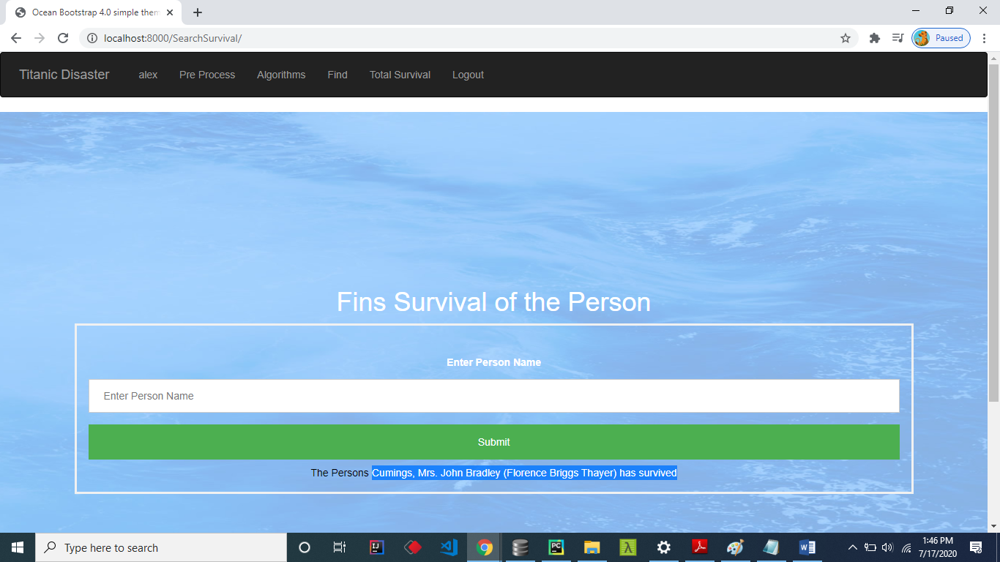 Ocean Bootstrap 4.0 simple them
localhost:8000/SearchSurvival/
Paused
Titanic Disaster alex Pre Process Algorithms Find Total Survival Logout
Fins Survival of the Person
Enter Person Name
Enter Person Name
Submit
The Persons Cumings, Mrs. John Bradley (Florence Briggs Thayer) has survived
Type here to search
IJ
PC
W
1:46 PM
7/17/2020